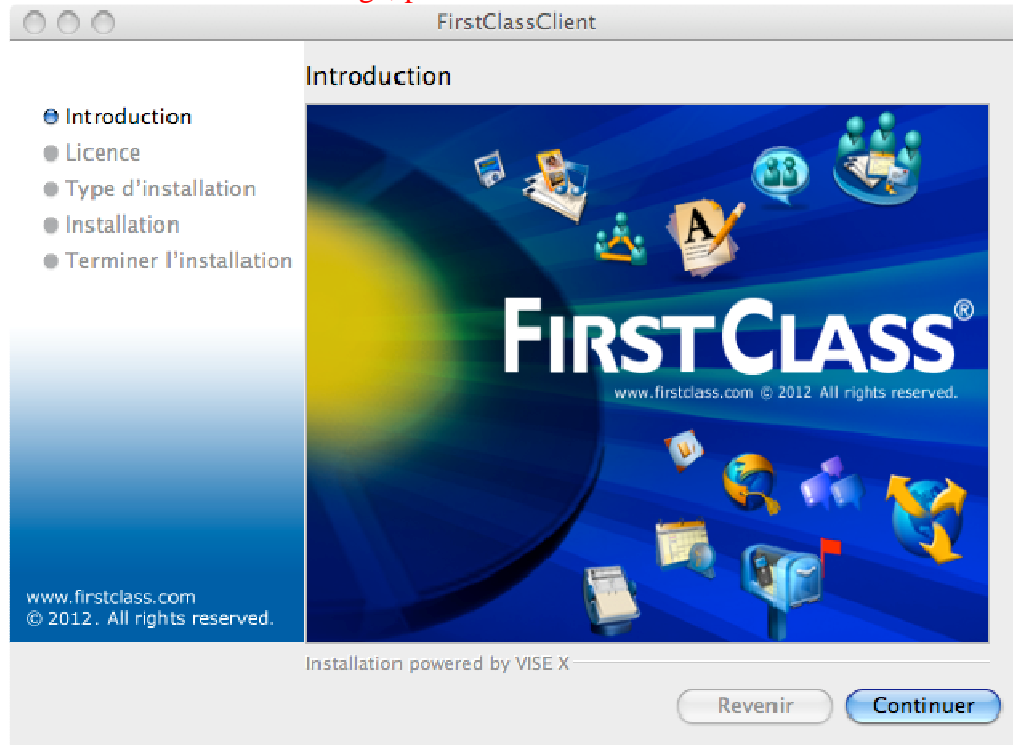 FirstClassClient
Introduction
Introduction
Licence
Type d'installation
Installation
Terminer l'installation
A
FIRSTCLASS®
www.firstclass.com © 2012 All rights reserved.
www.firstclass.com
© 2012. All rights reserved.
Installation powered by VISE X
Revenir
Continuer